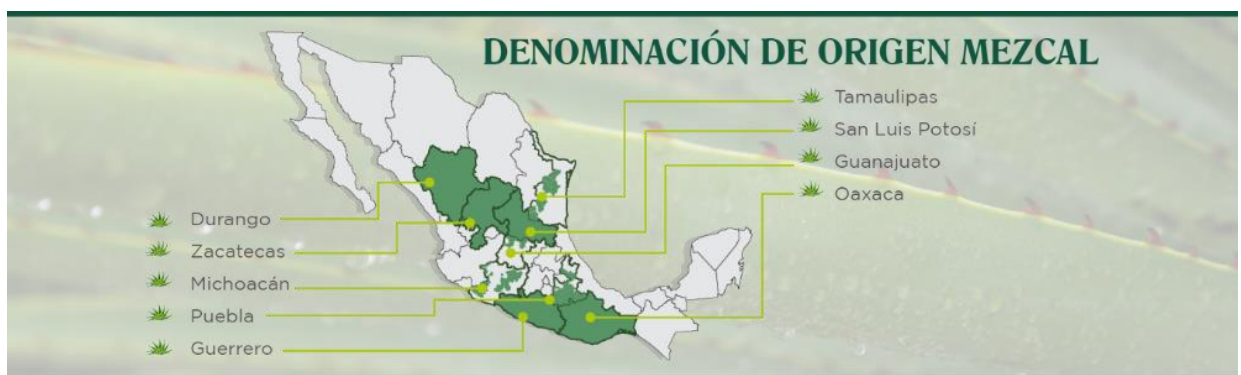 DENOMINACIÓN DE ORIGEN MEZCAL
Tamaulipas
San Luis Potosí
Guanajuato
Oaxaca
Durango
Zacatecas
Michoacán
Puebla
Guerrero